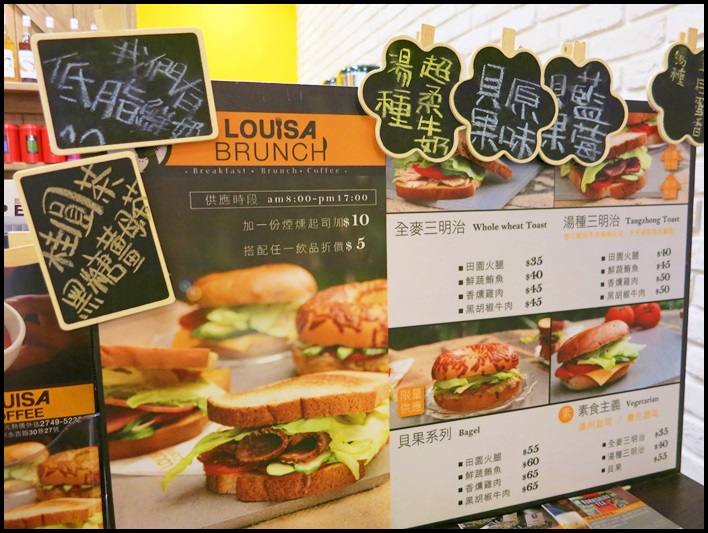 我們有
低脂鮮奶
桂圓茶
黑糖薑母茶
超柔牛奶
湯種
原味
貝果
藍莓
貝果
湯種
LOUISA
BRUNCH
Breakfast • Brunch • Coffee
供應時段 am8:00-pm17:00
加一份煙燻起司加$10
搭配任一飲品折價$5
全麥三明治 Whole wheat Toast
■ 田園火腿 $35
■ 鮮蔬鮪魚 $40
■ 香燻雞肉 $45
■ 黑胡椒牛肉 $45
湯種三明治 Tangzhong Toast
■ 田園火腿 $40
■ 鮮蔬鮪魚 $45
■ 香燻雞肉 $50
■ 黑胡椒牛肉 $50
限量
供應
貝果系列 Bagel
■ 田園火腿 $55
■ 鮮蔬鮪魚 $60
■ 香燻雞肉 $65
■ 黑胡椒牛肉 $65
素 素食主義 Vegetarian
■ 全麥三明治 $35
■ 湯種三明治 $40
■ 貝果 $55
UISA
OFFEE